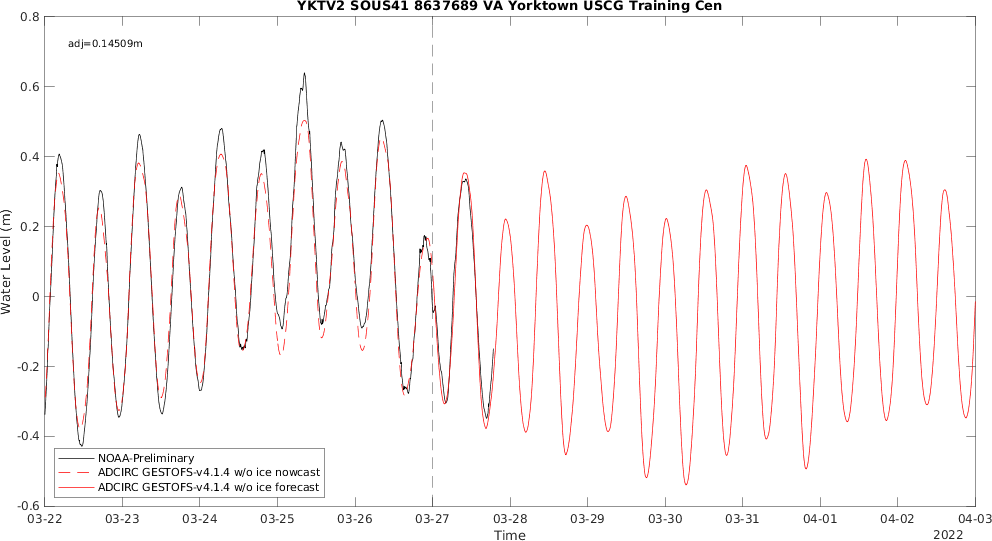 YKTV2 SOUS41 8637689 VA Yorktown USCG Training Cen
0.8
adj=0.14509m
0.6
0.4
0.2
0
-0.2
-0.4
-0.6
Water Level (m)
NOAA-Preliminary
ADCIRC GESTOFS-v4.1.4 w/o ice nowcast
ADCIRC GESTOFS-v4.1.4 w/o ice forecast
03-22 03-23 03-24 03-25 03-26 03-27 03-28 03-29 03-30 03-31 04-01 04-02 04-03
Time
2022